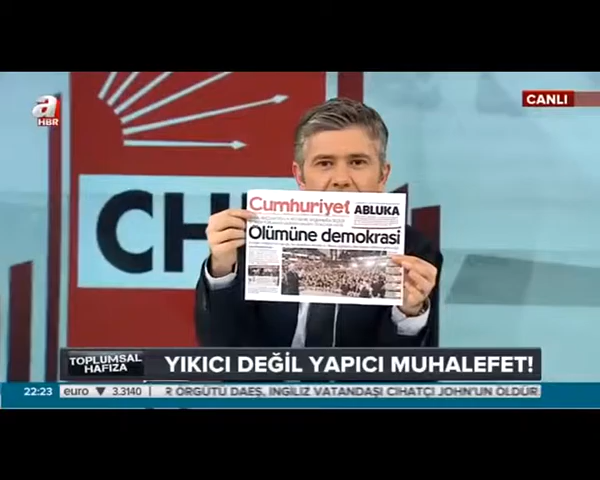 a
HBR
CANLI
CH
Cumhuriyet
ABLUKA
Ölümüne demokrasi
TOPLUMSAL
HAFIZA
YIKICI DEĞİL YAPICI MUHALEFET!
22:23
euro ▼ 3.3140
R ÖRGÜTÜ DAEŞ, İNGİLİZ VATANDAŞI CİHATÇI JOHN'UN ÖLDÜR